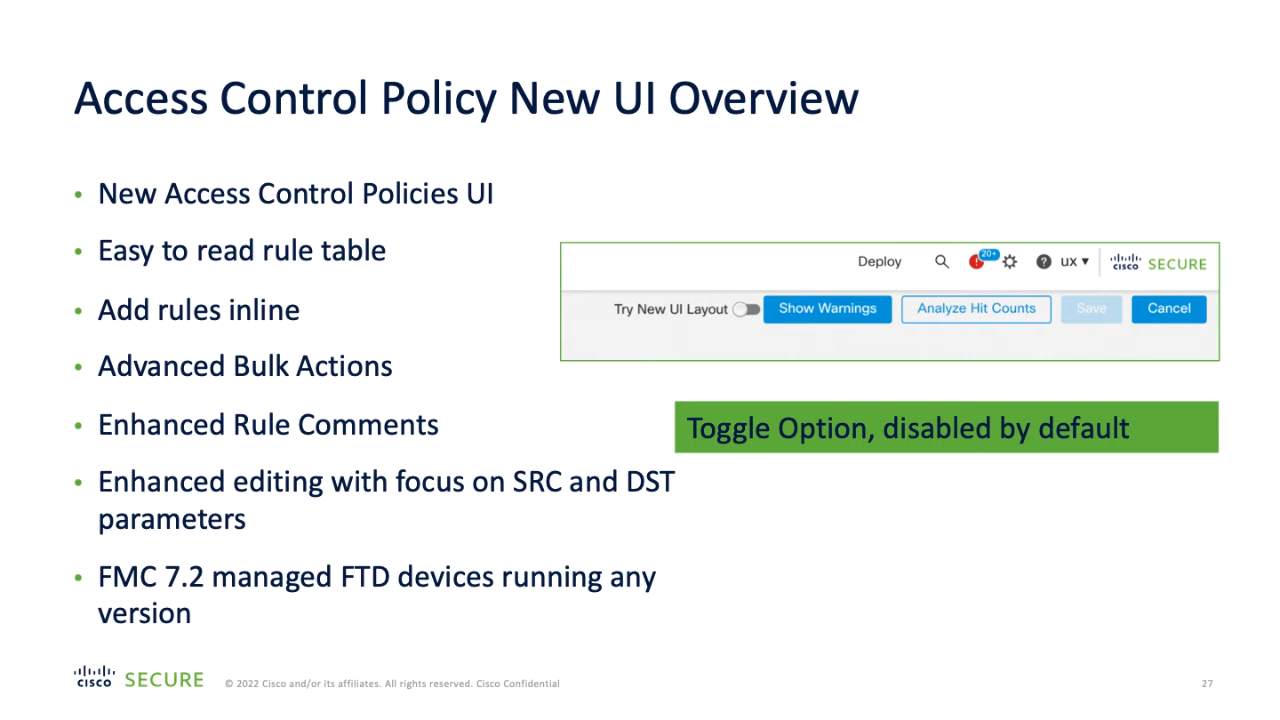 Access Control Policy New UI Overview
• New Access Control Policies UI
• Easy to read rule table
• Add rules inline
• Advanced Bulk Actions
• Enhanced Rule Comments
• Enhanced editing with focus on SRC and DST
parameters
• FMC 7.2 managed FTD devices running any
version
Deploy 20+ UX CISCO SECURE
Try New UI Layout Show Warnings Analyze Hit Counts Save Cancel
Toggle Option, disabled by default
CISCO SECURE © 2022 Cisco and/or its affiliates. All rights reserved. Cisco Confidential 27